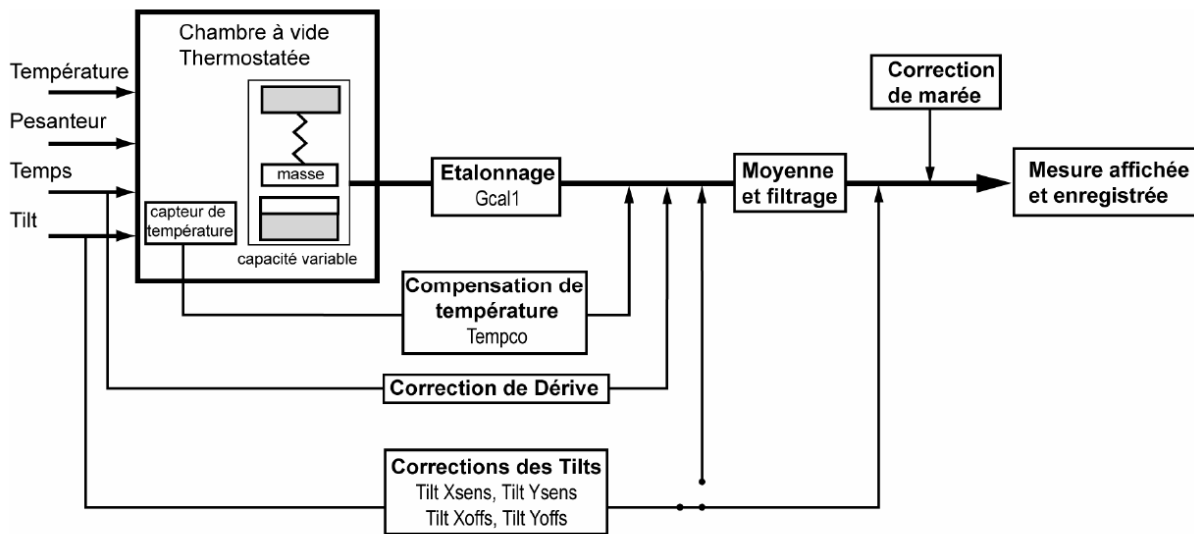 Chambre à vide
Thermostatée
Température
Pesanteur
Temps
Tilt
masse
capteur de
température
capacité variable
Etalonnage
Gcal1
Moyenne
et filtrage
Correction
de marée
Mesure affichée
et enregistrée
Compensation de
température
Tempco
Correction de Dérive
Corrections des Tilts
Tilt Xsens, Tilt Ysens
Tilt Xoffs, Tilt Yoffs